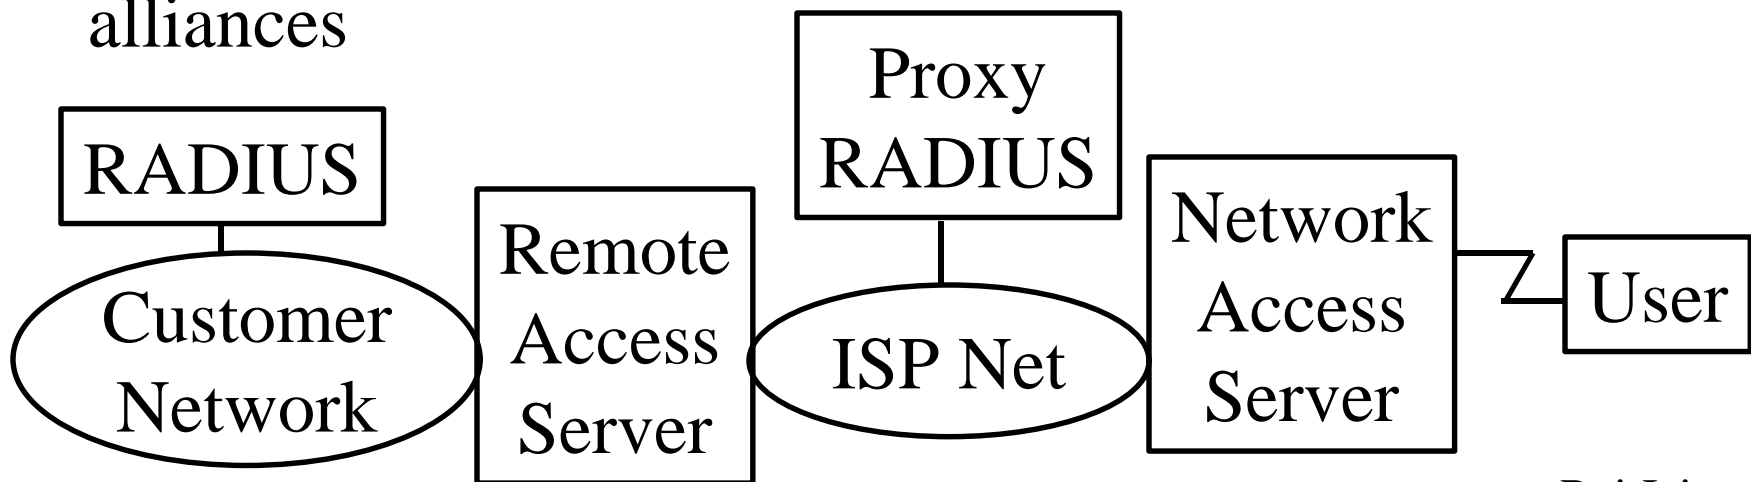 alliances
RADIUS
Customer
Network
Remote
Access
Server
Proxy
RADIUS
ISP Net
Network
Access
Server
User